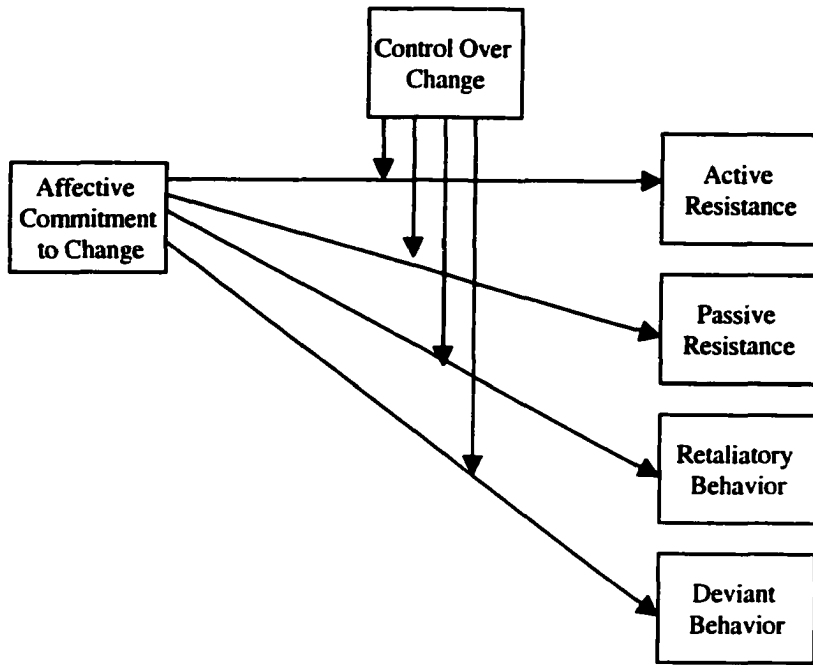 Control Over
Change
Affective
Commitment
to Change
Active
Resistance
Passive
Resistance
Retaliatory
Behavior
Deviant
Behavior